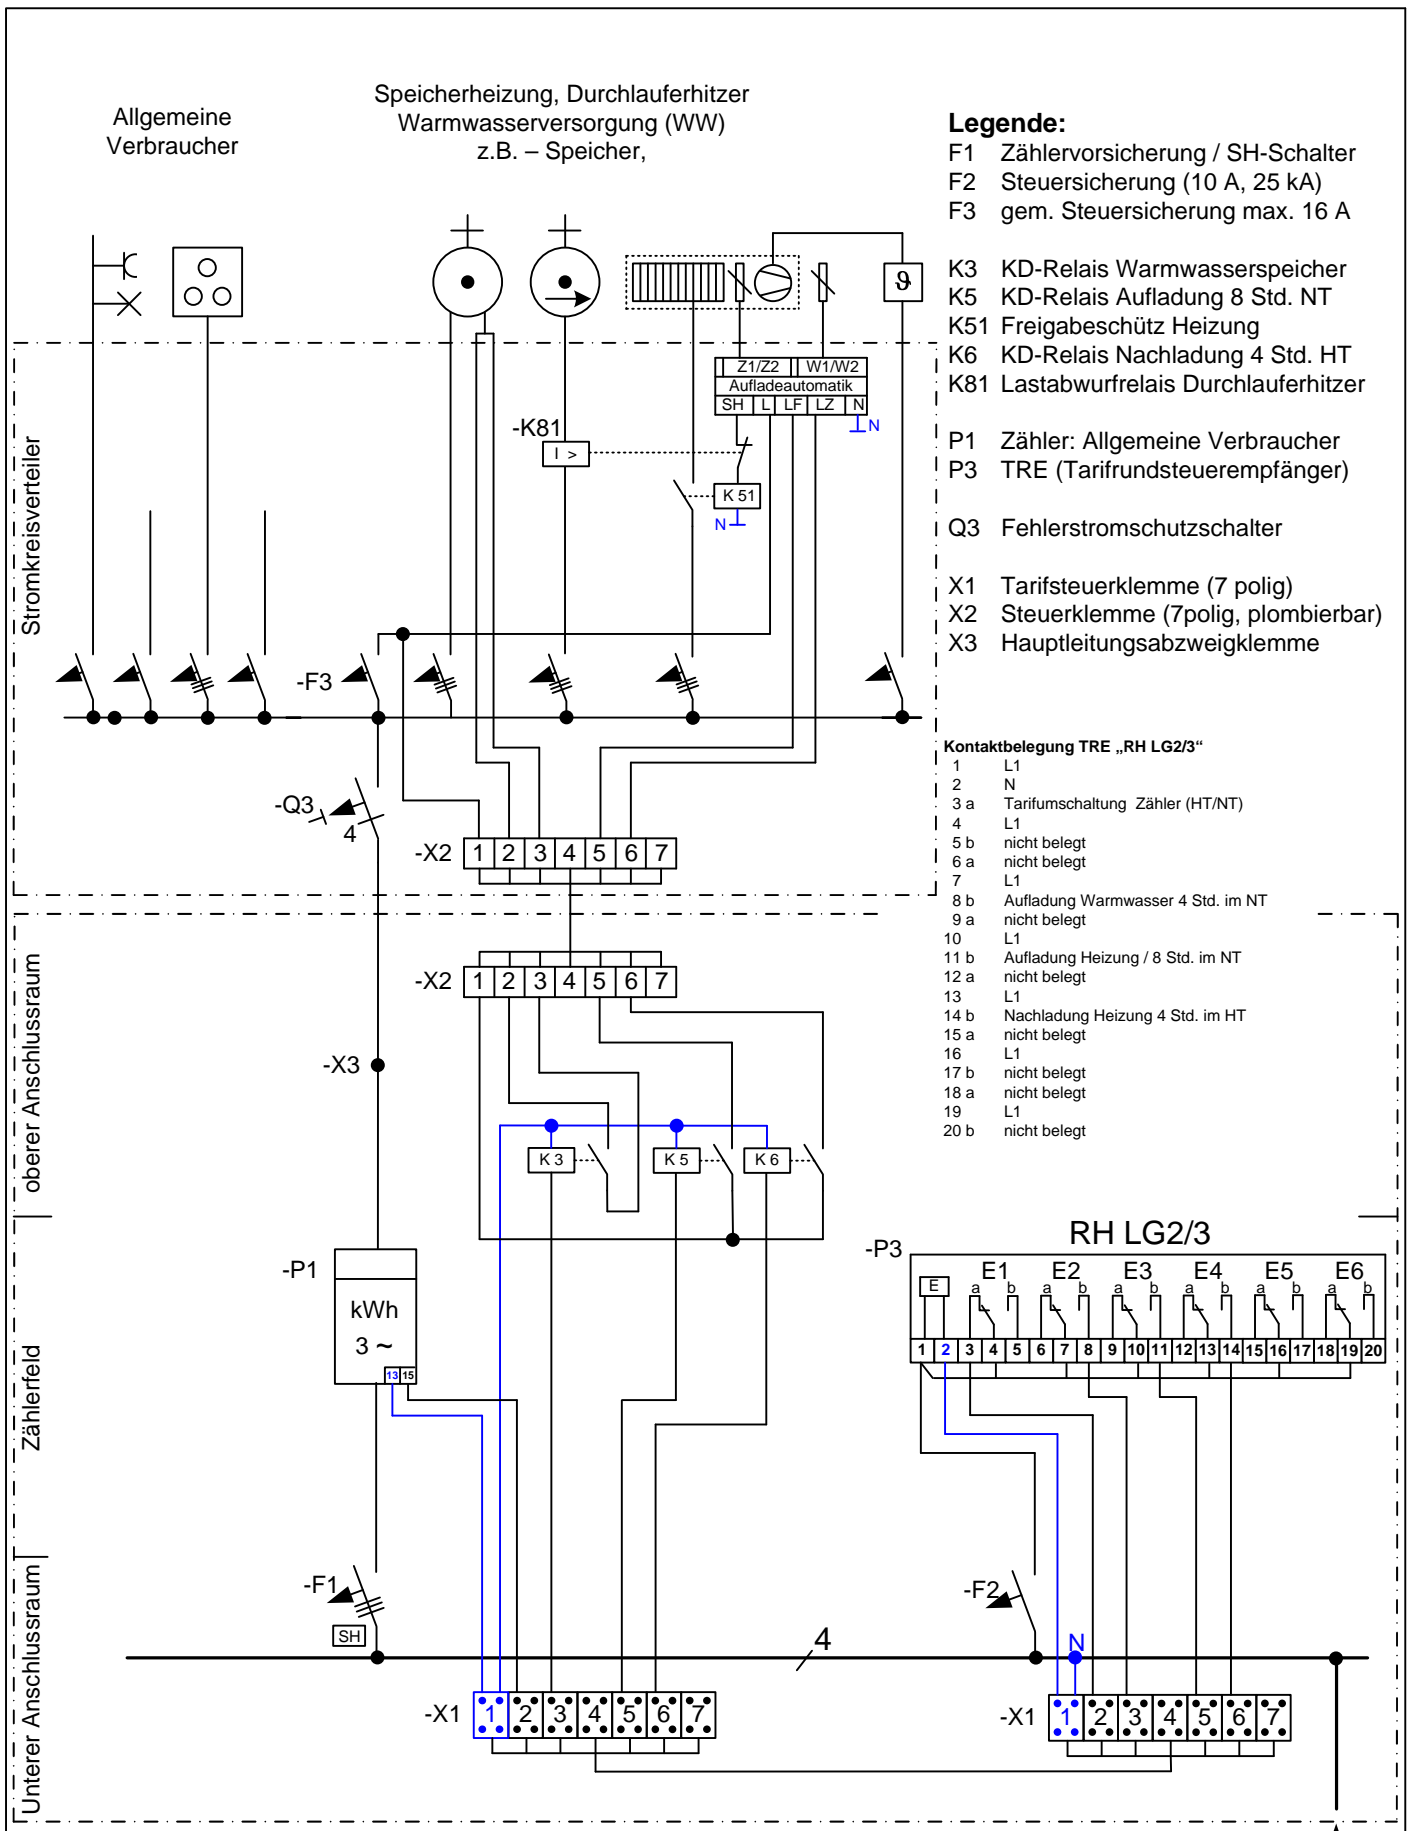 Allgemeine
Verbraucher
Speicherheizung, Durchlauferhitzer
Warmwasserversorgung (WW)
z.B. – Speicher,
Legende:
F1 Zählervorsicherung / SH-Schalter
F2 Steuersicherung (10 A, 25 kA)
F3 gem. Steuersicherung max. 16 A
K3 KD-Relais Warmwasserspeicher
K5 KD-Relais Aufladung 8 Std. NT
K51 Freigabeschütz Heizung
K6 KD-Relais Nachladung 4 Std. HT
K81 Lastabwurfrelais Durchlauferhitzer
P1 Zähler: Allgemeine Verbraucher
P3 TRE (Tarifrundsteuerempfänger)
Q3 Fehlerstromschutzschalter
X1 Tarifsteuerklemme (7 polig)
X2 Steuerklemme (7polig, plombierbar)
X3 Hauptleitungsabzweigklemme
ϑ
Z1/Z2 W1/W2
Aufladeautomatik
SH L LF LZ N
N
-K81
I >
K 51
N
Stromkreisverteiler
-F3
-Q3
4
-X2 1 2 3 4 5 6 7
Kontaktbelegung TRE „RH LG2/3“
1 L1
2 N
3 a Tarifumschaltung Zähler (HT/NT)
4 L1
5 b nicht belegt
6 a nicht belegt
7 L1
8 b Aufladung Warmwasser 4 Std. im NT
9 a nicht belegt
10 L1
11 b Aufladung Heizung / 8 Std. im NT
12 a nicht belegt
13 L1
14 b Nachladung Heizung 4 Std. im HT
15 a nicht belegt
16 L1
17 b nicht belegt
18 a nicht belegt
19 L1
20 b nicht belegt
oberer Anschlussraum
-X2 1 2 3 4 5 6 7
-X3
K 3 K 5 K 6
Zählerfeld
-P1
kWh
3 ~
13 15
RH LG2/3
-P3
E
E1 E2 E3 E4 E5 E6
a b a b a b a b a b a b
1 2 3 4 5 6 7 8 9 10 11 12 13 14 15 16 17 18 19 20
Unterer Anschlussraum
-F1
SH
4
-F2
N
-X1 1 2 3 4 5 6 7
-X1 1 2 3 4 5 6 7